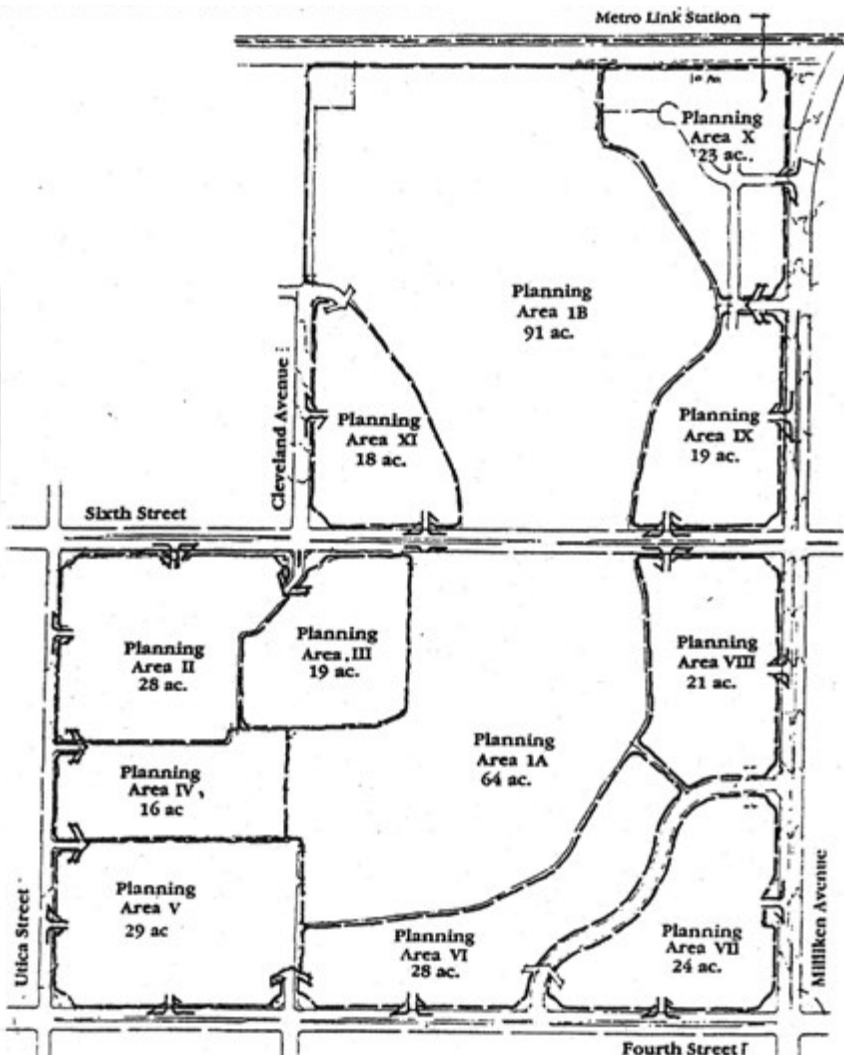 Metro Link Station
Planning
Area X
23 ac.
Planning
Area 1B
91 ac.
Cleveland Avenue
Planning
Area XI
18 ac.
Planning
Area IX
19 ac.
Sixth Street
Planning
Area II
28 ac.
Planning
Area, III
19 ac.
Planning
Area VIII
21 ac.
Planning
Area IV,
16 ac
Planning
Area 1A
64 ac.
Utica Street
Planning
Area V
29 ac
Planning
Area VI
28 ac.
Planning
Area VII
24 ac.
Milliken Avenue
Fourth Street